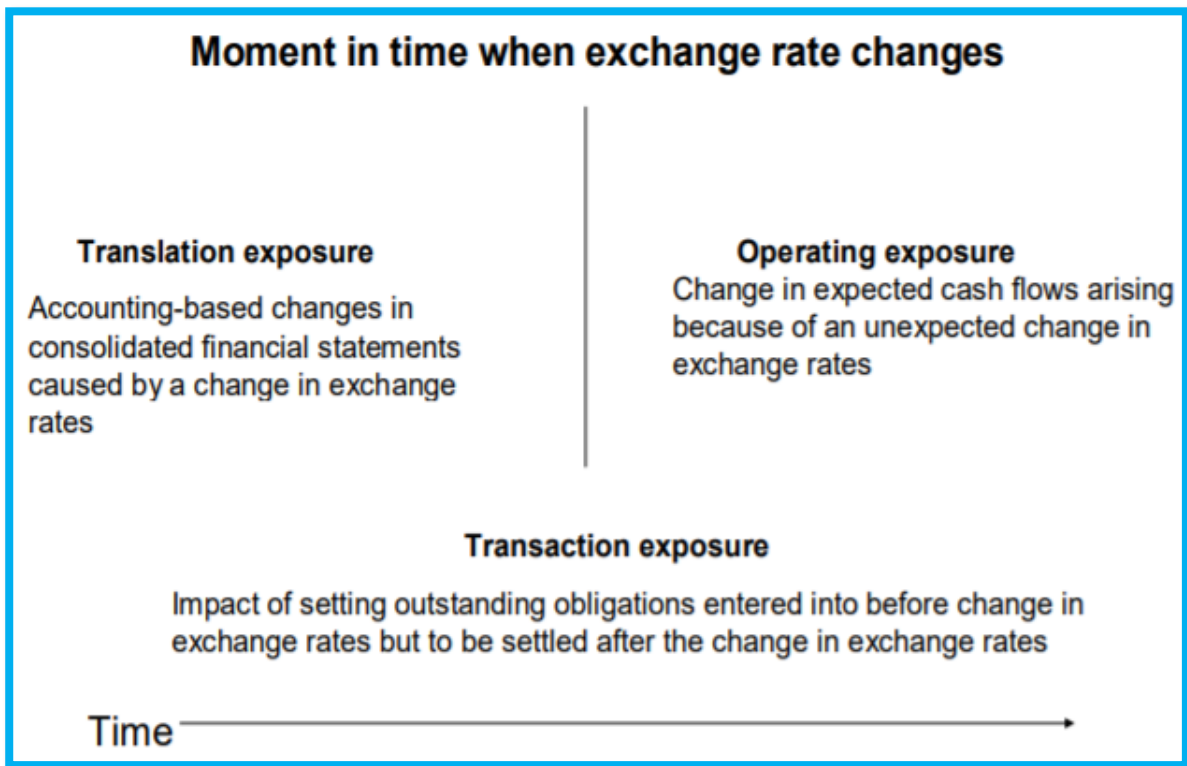 Moment in time when exchange rate changes
Translation exposure
Accounting-based changes in
consolidated financial statements
caused by a change in exchange
rates
Operating exposure
Change in expected cash flows arising
because of an unexpected change in
exchange rates
Transaction exposure
Impact of setting outstanding obligations entered into before change in
exchange rates but to be settled after the change in exchange rates
Time